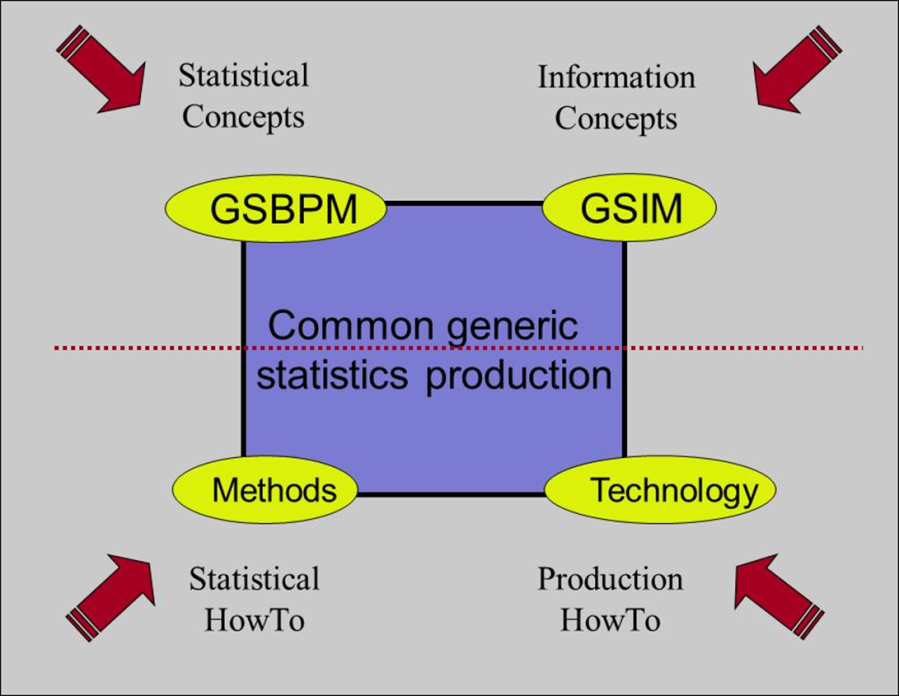 Statistical
Concepts
Information
Concepts
GSBPM
GSIM
Common generic
statistics production
Methods
Technology
Statistical
HowTo
Production
HowTo